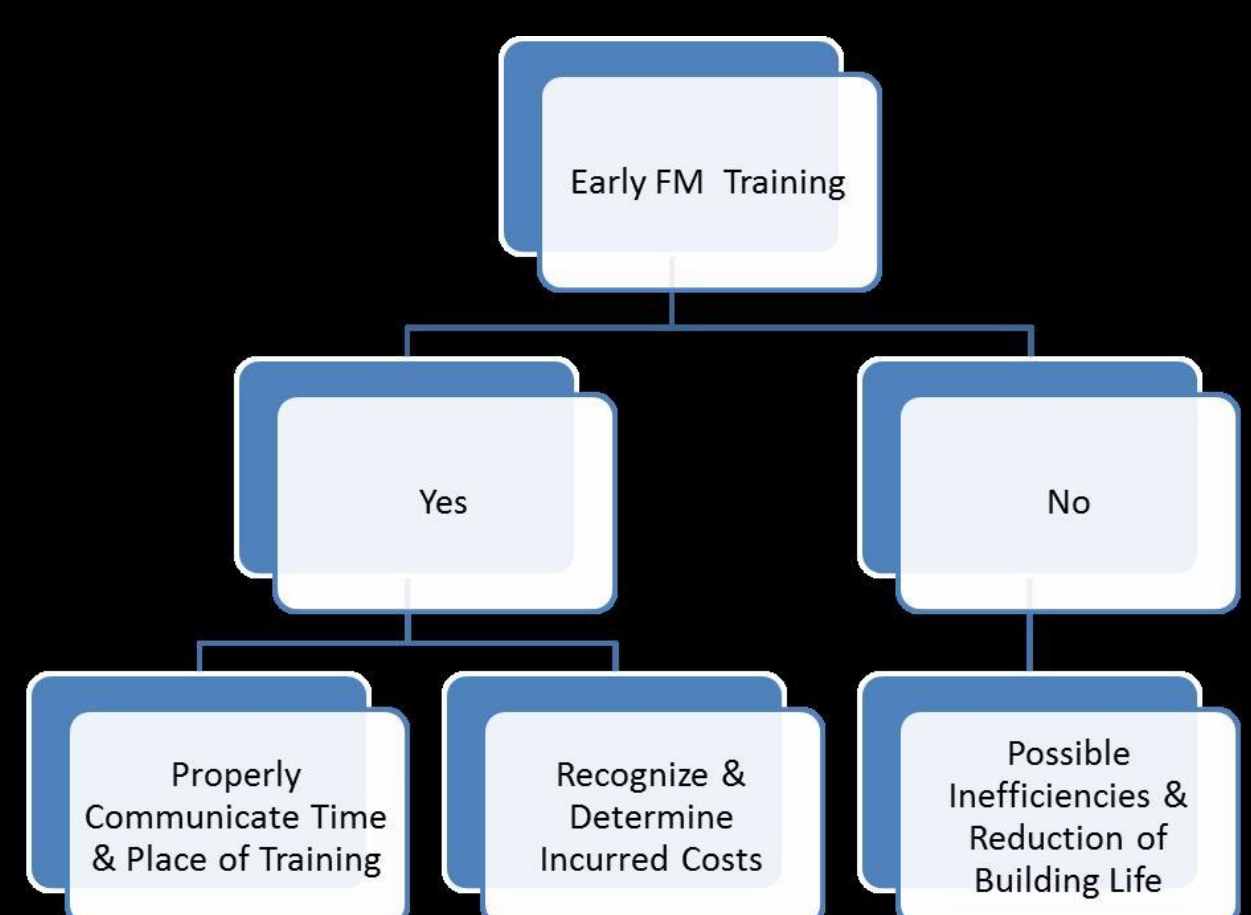 Early FM Training
Yes
No
Properly
Communicate Time
& Place of Training
Recognize &
Determine
Incurred Costs
Possible
Inefficiencies &
Reduction of
Building Life